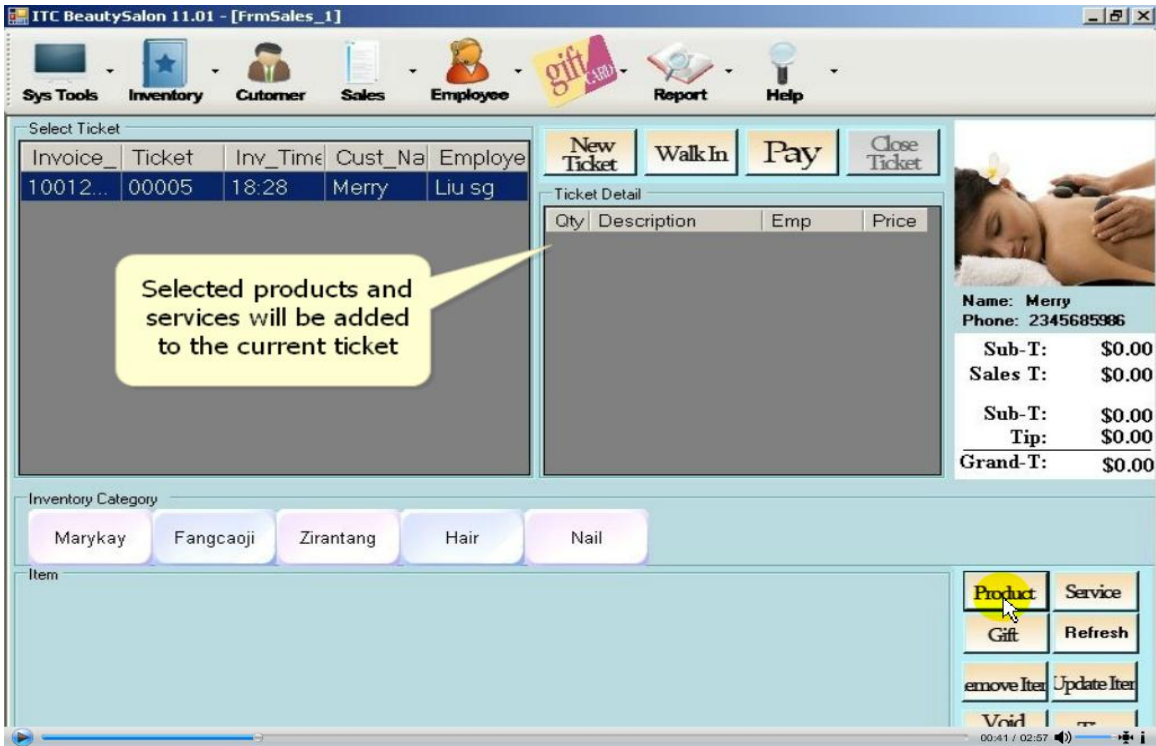 ITC BeautySalon 11.01 - [FrmSales_1]
Sys Tools
Inventory
Cutomer
Sales
Employee
gift CARD
Report
Help
Select Ticket
Invoice_ Ticket Inv_Time Cust_Na Employe
10012... 00005 18:28 Merry Liu sg
New Ticket
Walk In
Pay
Close Ticket
Ticket Detail
Qty Description Emp Price
Selected products and
services will be added
to the current ticket
Name: Merry
Phone: 2345685986
Sub-T: $0.00
Sales T: $0.00
Sub-T: $0.00
Tip: $0.00
Grand-T: $0.00
Inventory Category
Marykay
Fangcaoji
Zirantang
Hair
Nail
Item
Product
Service
Gift
Refresh
emove Iter
Update Iter
Void
00:41 / 02:57